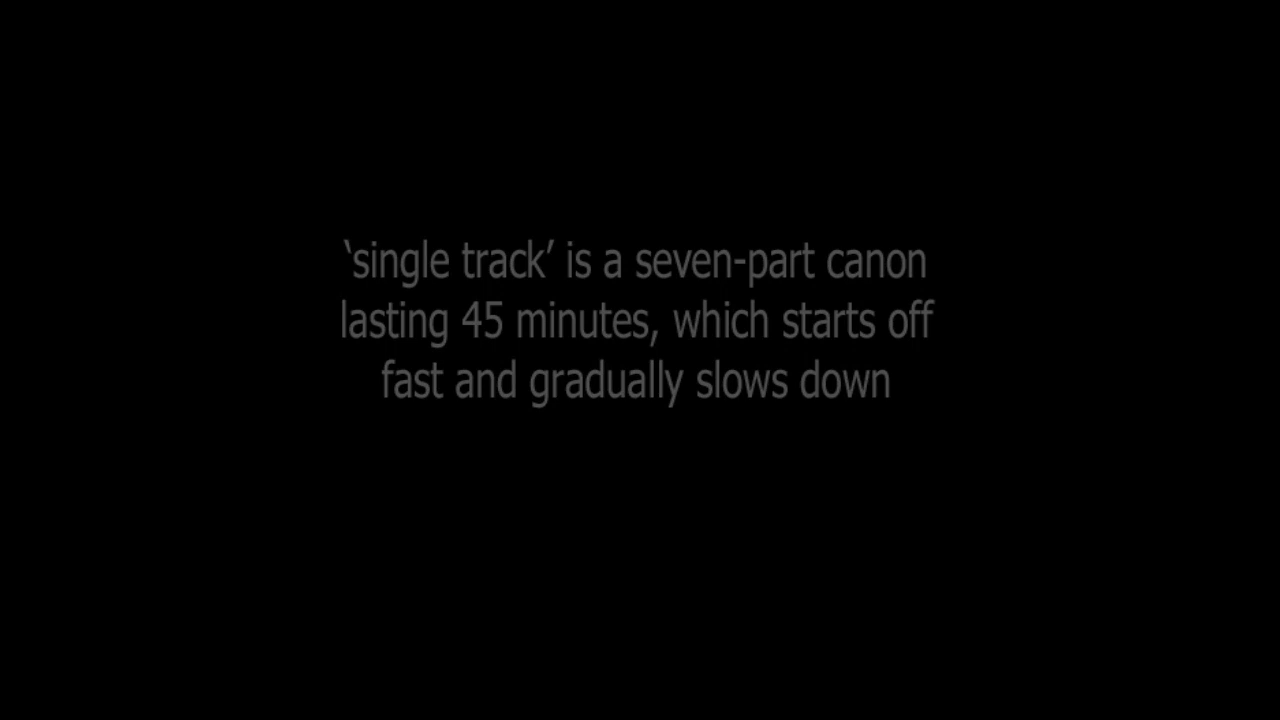 ‘single track’ is a seven-part canon
lasting 45 minutes, which starts off
fast and gradually slows down